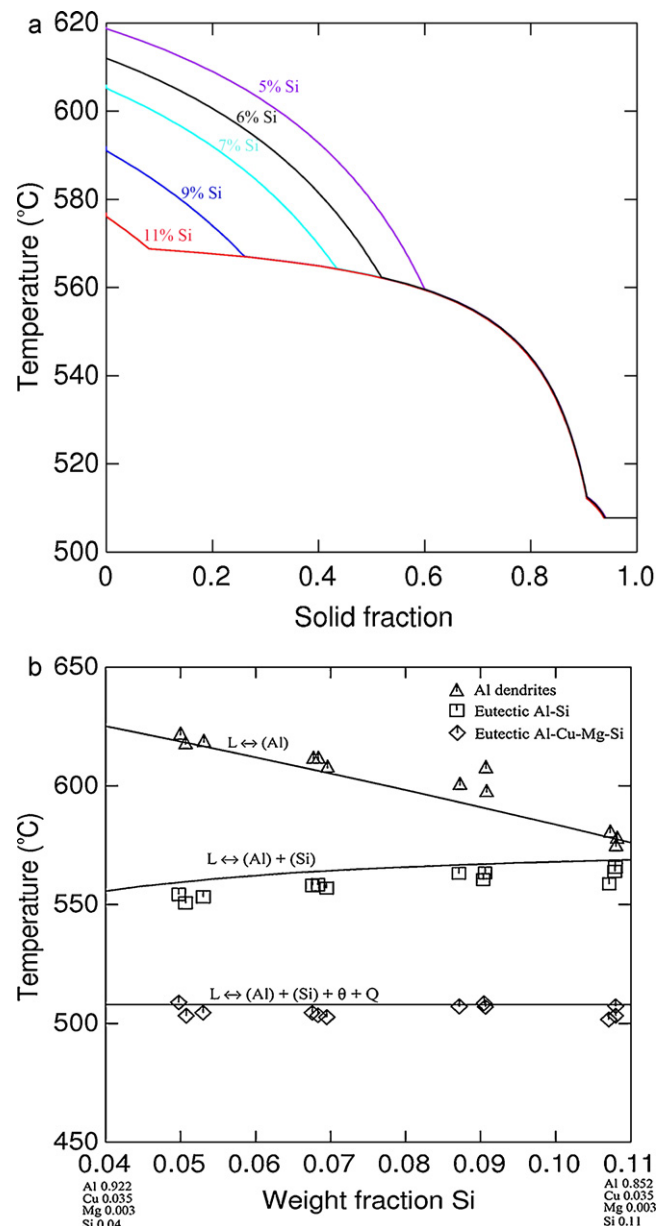 a
620
600
580
560
540
520
500
Temperature (°C)
5% Si
6% Si
7% Si
9% Si
11% Si
0 0.2 0.4 0.6 0.8 1.0
Solid fraction
b
650
600
550
500
450
Temperature (°C)
Al dendrites
Eutectic Al-Si
Eutectic Al-Cu-Mg-Si
L ↔ (Al)
L ↔ (Al) + (Si)
L ↔ (Al) + (Si) + θ + Q
0.04 0.05 0.06 0.07 0.08 0.09 0.10 0.11
Al 0.922
Cu 0.035
Mg 0.003
Si 0.04
Weight fraction Si
Al 0.852
Cu 0.035
Mg 0.003
Si 0.11